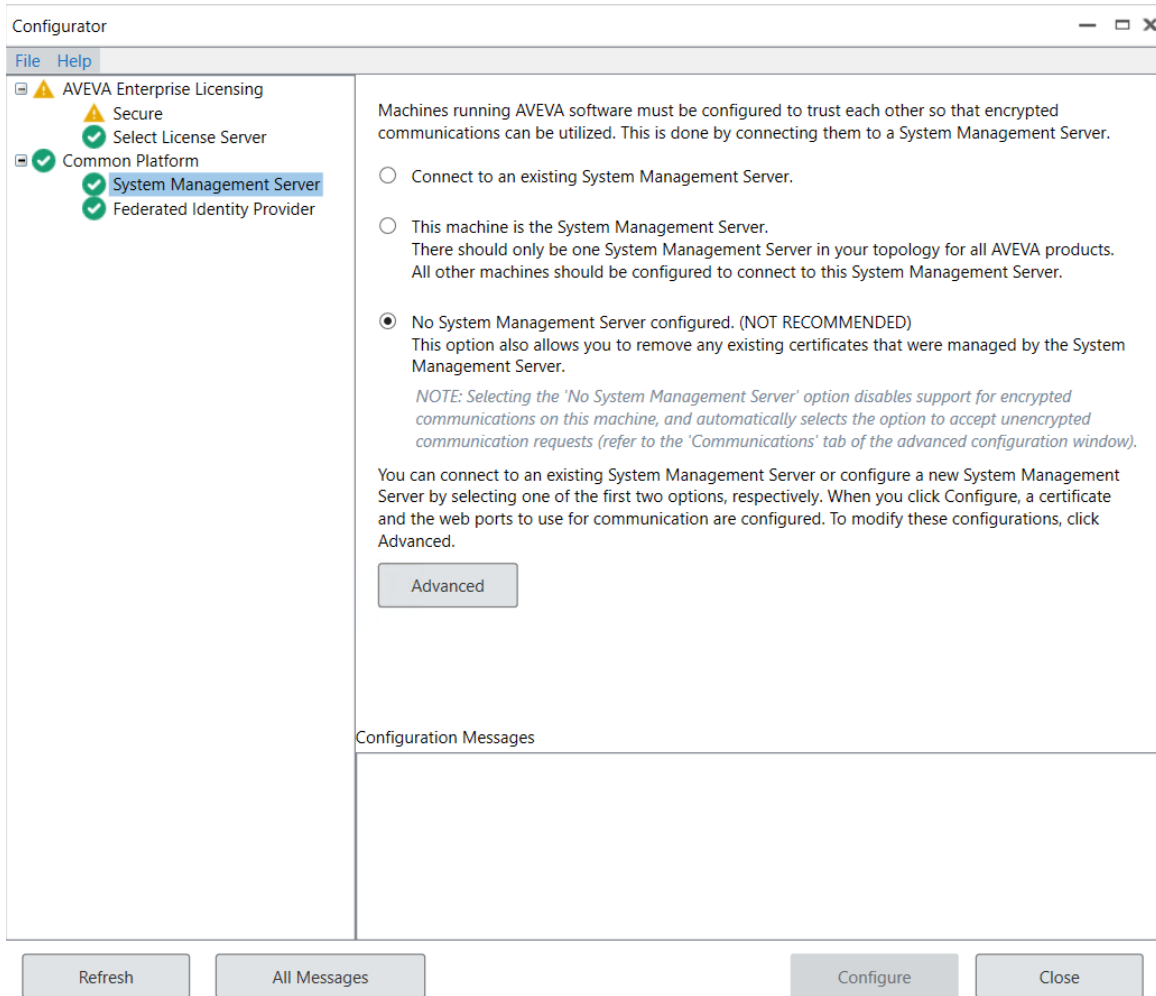 Configurator
File Help
AVEVA Enterprise Licensing
Secure
Select License Server
Common Platform
System Management Server
Federated Identity Provider
Machines running AVEVA software must be configured to trust each other so that encrypted
communications can be utilized. This is done by connecting them to a System Management Server.
Connect to an existing System Management Server.
This machine is the System Management Server.
There should only be one System Management Server in your topology for all AVEVA products.
All other machines should be configured to connect to this System Management Server.
No System Management Server configured. (NOT RECOMMENDED)
This option also allows you to remove any existing certificates that were managed by the System
Management Server.
NOTE: Selecting the 'No System Management Server' option disables support for encrypted
communications on this machine, and automatically selects the option to accept unencrypted
communication requests (refer to the 'Communications' tab of the advanced configuration window).
You can connect to an existing System Management Server or configure a new System Management
Server by selecting one of the first two options, respectively. When you click Configure, a certificate
and the web ports to use for communication are configured. To modify these configurations, click
Advanced.
Advanced
Configuration Messages
Refresh
All Messages
Configure
Close